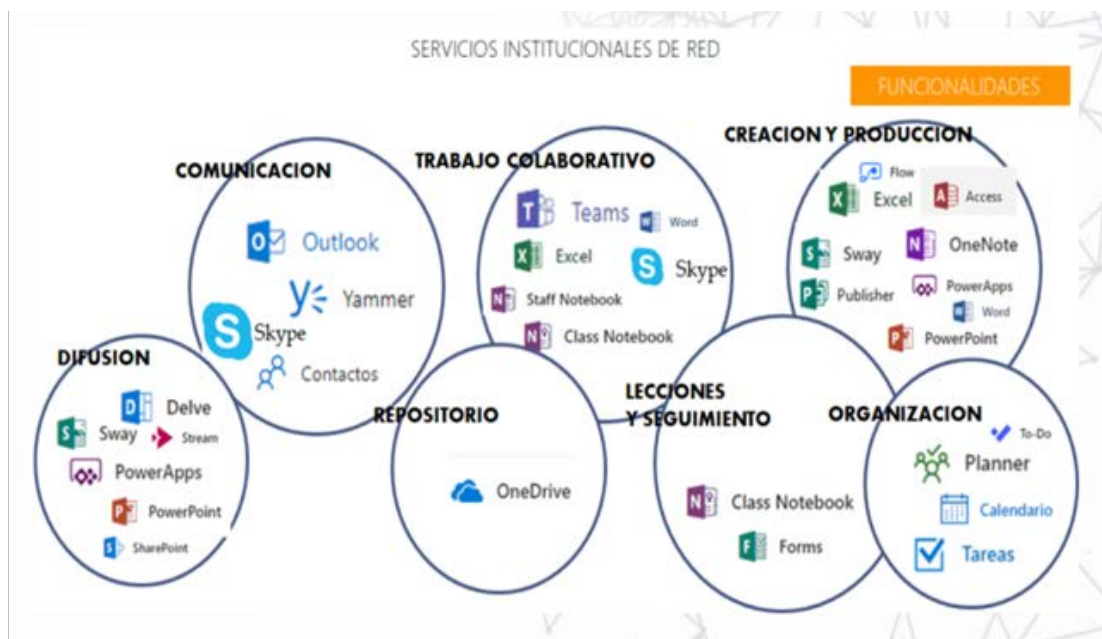 SERVICIOS INSTITUCIONALES DE RED
FUNCIONALIDADES
COMUNICACION
Outlook
Yammer
Skype
Contactos
TRABAJO COLABORATIVO
Teams
Word
Excel
Skype
Staff Notebook
Class Notebook
CREACION Y PRODUCCION
Flow
Excel
Access
Sway
OneNote
Publisher
PowerApps
Word
PowerPoint
DIFUSION
Delve
Sway
Stream
PowerApps
PowerPoint
SharePoint
REPOSITORIO
OneDrive
LECCIONES
Y SEGUIMIENTO
Class Notebook
Forms
ORGANIZACION
To-Do
Planner
Calendario
Tareas